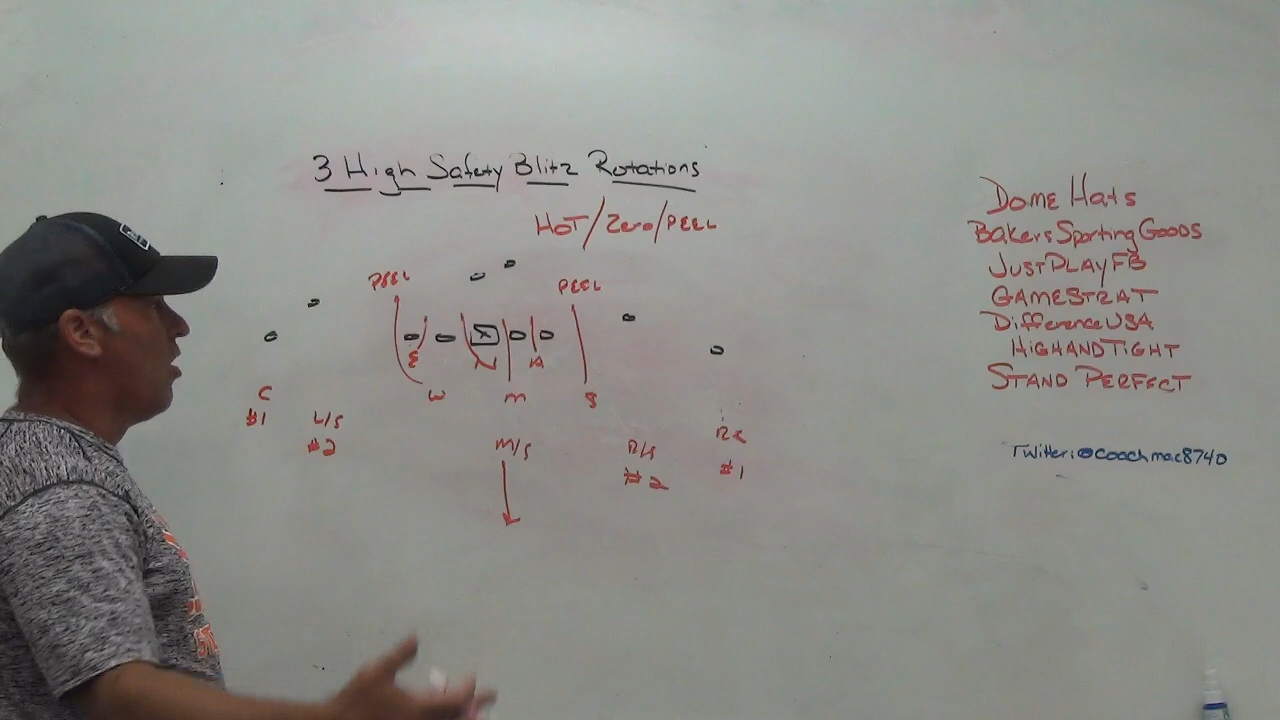 3 High Safety Blitz Rotations
HOT/Zero/PEEL
PEEL
PEEL
X
E N A
W M S
C
#1
L/S
#2
M/S
R/S
#2
RC
#1
Dome Hats
Bakers Sporting Goods
JUSTPLAYFB
GAMESTRAT
DifferenceUSA
HIGHANDTIGHT
STAND PERFECT
Twitter:@coachmac8740